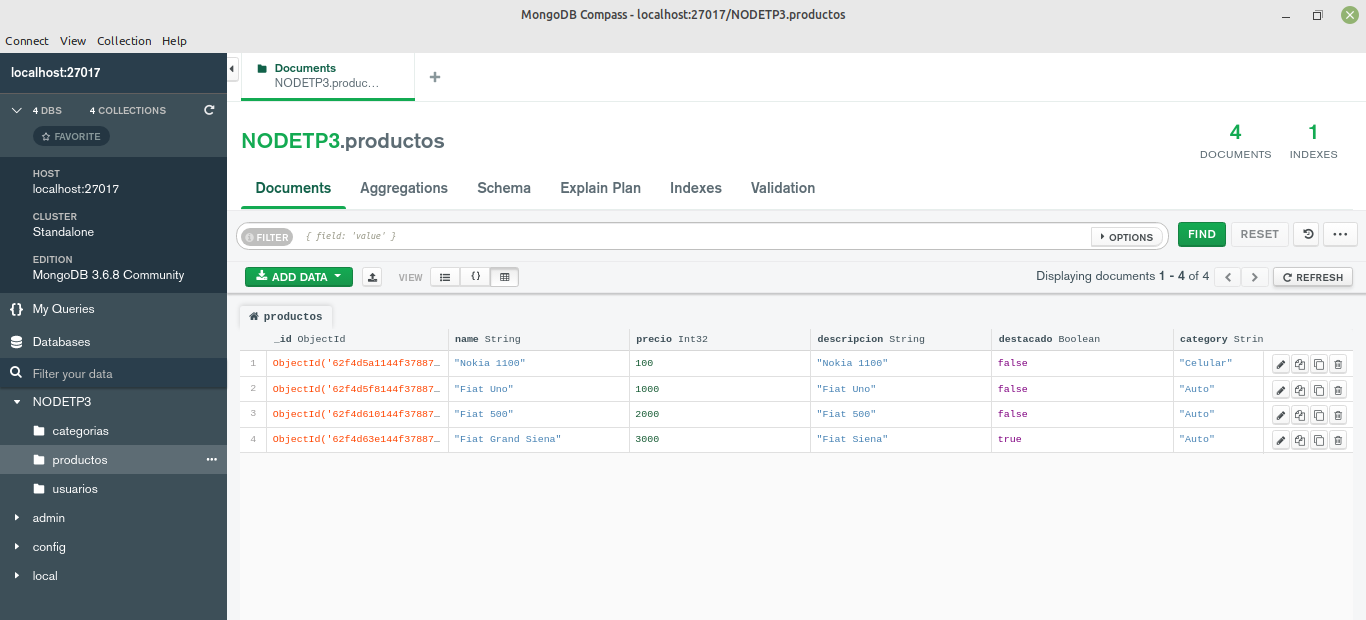 MongoDB Compass - localhost:27017/NODETP3.productos
Connect View Collection Help
localhost:27017
4 DBS 4 COLLECTIONS
FAVORITE
HOST
localhost:27017
CLUSTER
Standalone
EDITION
MongoDB 3.6.8 Community
{} My Queries
Databases
Filter your data
NODETP3
categorias
productos ...
usuarios
admin
config
local
Documents
NODETP3.produc...
+
NODETP3.productos
4
DOCUMENTS
1
INDEXES
Documents Aggregations Schema Explain Plan Indexes Validation
FILTER { field: 'value' } OPTIONS FIND RESET ...
ADD DATA VIEW {} Displaying documents 1 - 4 of 4 < > REFRESH
productos
_id ObjectId name String precio Int32 descripcion String destacado Boolean category Strin
1 ObjectId('62f4d5a1144f37887… "Nokia 1100" 100 "Nokia 1100" false "Celular"
2 ObjectId('62f4d5f8144f37887… "Fiat Uno" 1000 "Fiat Uno" false "Auto"
3 ObjectId('62f4d610144f37887… "Fiat 500" 2000 "Fiat 500" false "Auto"
4 ObjectId('62f4d63e144f37887… "Fiat Grand Siena" 3000 "Fiat Siena" true "Auto"